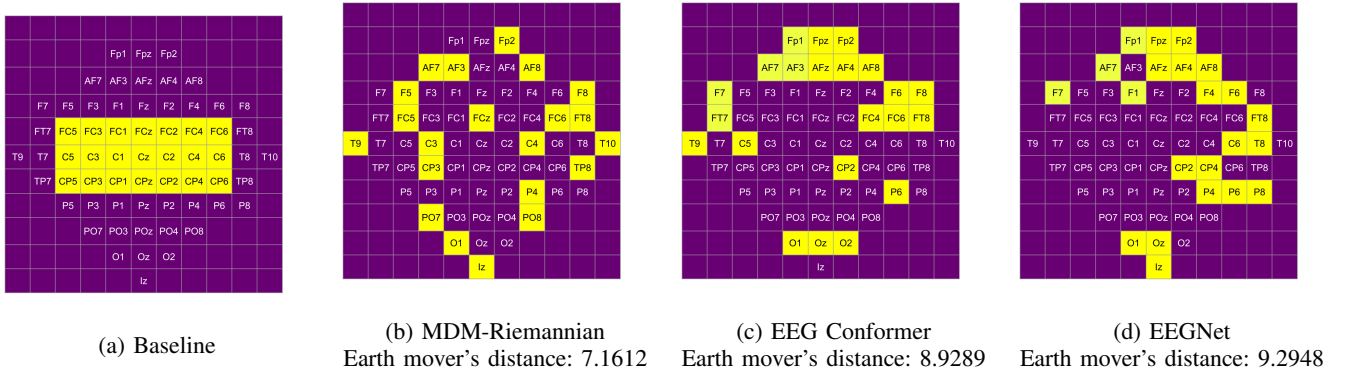 Fp1 Fpz Fp2
AF7 AF3 AFz AF4 AF8
F7 F5 F3 F1 Fz F2 F4 F6 F8
FT7 FC5 FC3 FC1 FCz FC2 FC4 FC6 FT8
T9 T7 C5 C3 C1 Cz C2 C4 C6 T8 T10
TP7 CP5 CP3 CP1 CPz CP2 CP4 CP6 TP8
P5 P3 P1 Pz P2 P4 P6 P8
PO7 PO3 POz PO4 PO8
O1 Oz O2
Iz
(a) Baseline
Fp1 Fpz Fp2
AF7 AF3 AFz AF4 AF8
F7 F5 F3 F1 Fz F2 F4 F6 F8
FT7 FC5 FC3 FC1 FCz FC2 FC4 FC6 FT8
T9 T7 C5 C3 C1 Cz C2 C4 C6 T8 T10
TP7 CP5 CP3 CP1 CPz CP2 CP4 CP6 TP8
P5 P3 P1 Pz P2 P4 P6 P8
PO7 PO3 POz PO4 PO8
O1 Oz O2
Iz
(b) MDM-Riemannian
Earth mover's distance: 7.1612
Fp1 Fpz Fp2
AF7 AF3 AFz AF4 AF8
F7 F5 F3 F1 Fz F2 F4 F6 F8
FT7 FC5 FC3 FC1 FCz FC2 FC4 FC6 FT8
T9 T7 C5 C3 C1 Cz C2 C4 C6 T8 T10
TP7 CP5 CP3 CP1 CPz CP2 CP4 CP6 TP8
P5 P3 P1 Pz P2 P4 P6 P8
PO7 PO3 POz PO4 PO8
O1 Oz O2
Iz
(c) EEG Conformer
Earth mover's distance: 8.9289
Fp1 Fpz Fp2
AF7 AF3 AFz AF4 AF8
F7 F5 F3 F1 Fz F2 F4 F6 F8
FT7 FC5 FC3 FC1 FCz FC2 FC4 FC6 FT8
T9 T7 C5 C3 C1 Cz C2 C4 C6 T8 T10
TP7 CP5 CP3 CP1 CPz CP2 CP4 CP6 TP8
P5 P3 P1 Pz P2 P4 P6 P8
PO7 PO3 POz PO4 PO8
O1 Oz O2
Iz
(d) EEGNet
Earth mover's distance: 9.2948